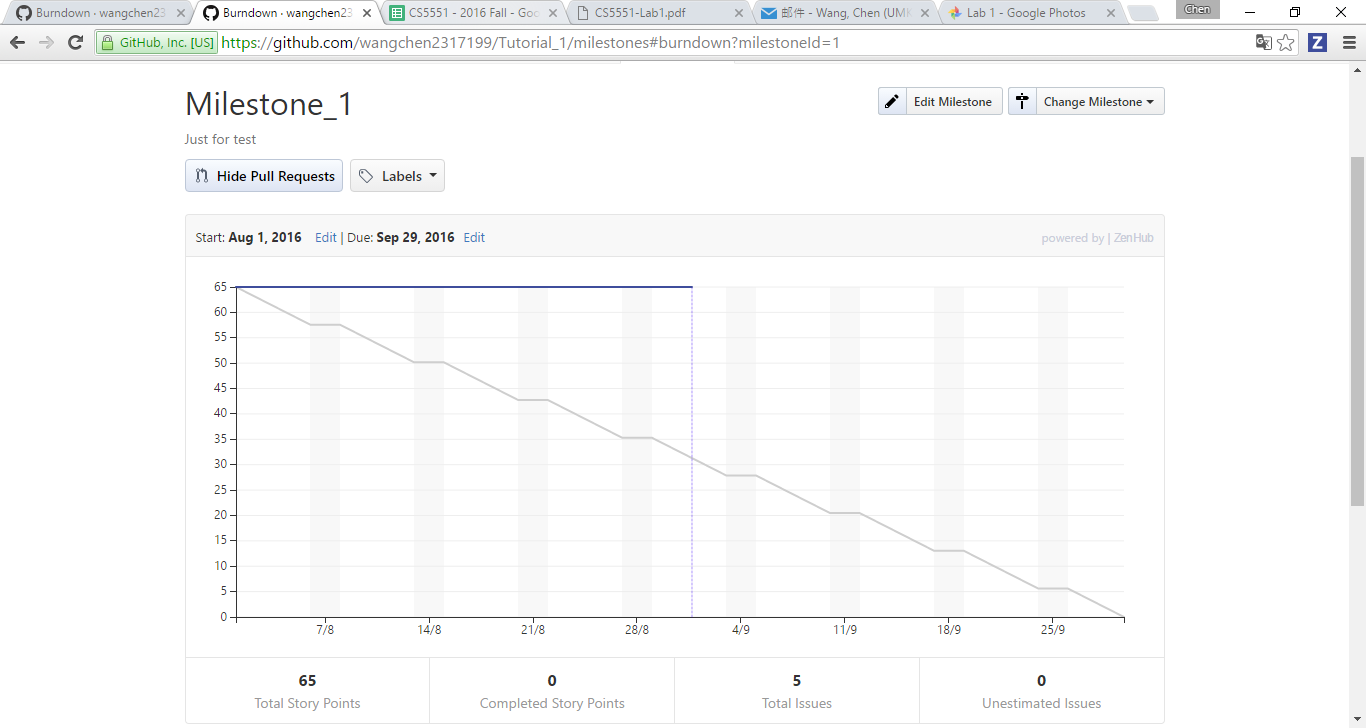 Burndown · wangchen23
Burndown · wangchen23
CS5551 - 2016 Fall - Goo
CS5551-Lab1.pdf
邮件 - Wang, Chen (UMK
Lab 1 - Google Photos
Chen
GitHub, Inc. [US]
https://github.com/wangchen2317199/Tutorial_1/milestones#burndown?milestoneId=1
Z
Milestone_1
Edit Milestone
Change Milestone
Just for test
Hide Pull Requests
Labels
Start: Aug 1, 2016 Edit | Due: Sep 29, 2016 Edit
powered by | ZenHub
65
60
55
50
45
40
35
30
25
20
15
10
5
0
7/8 14/8 21/8 28/8 4/9 11/9 18/9 25/9
65 0 5 0
Total Story Points Completed Story Points Total Issues Unestimated Issues